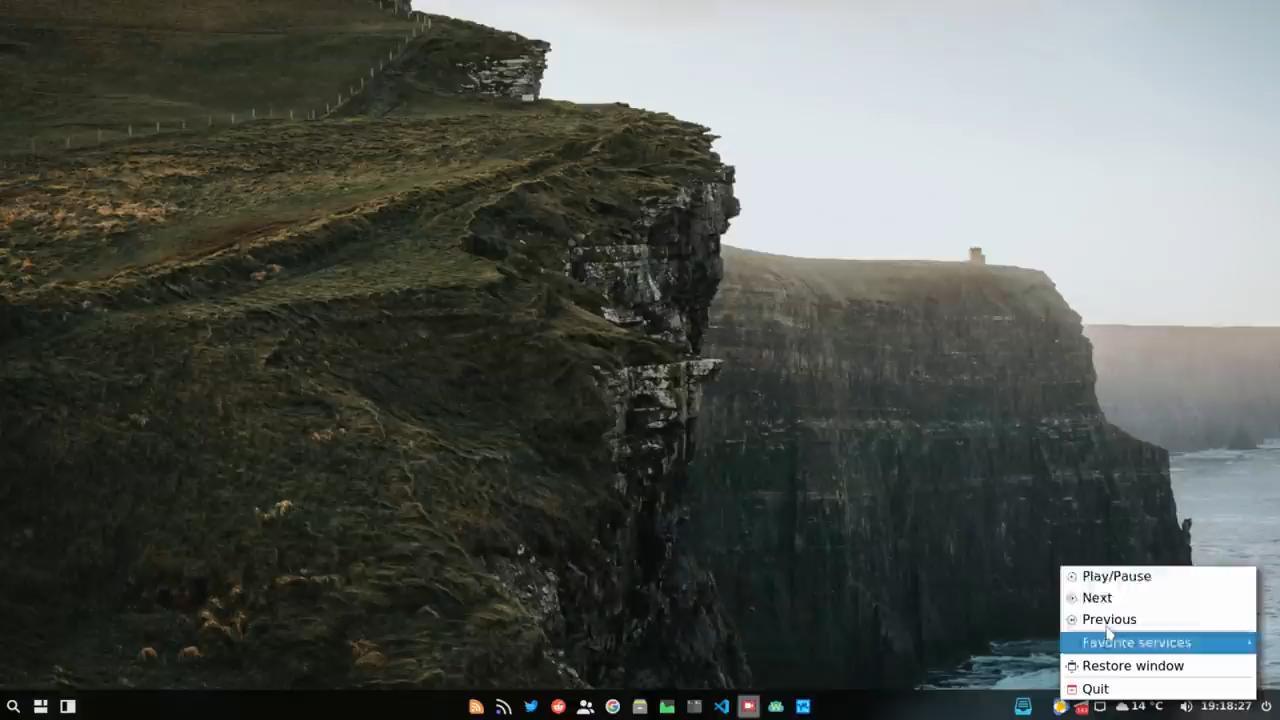 Play/Pause
Next
Previous
Favorite services
Restore window
Quit
14 °C
19:18:27